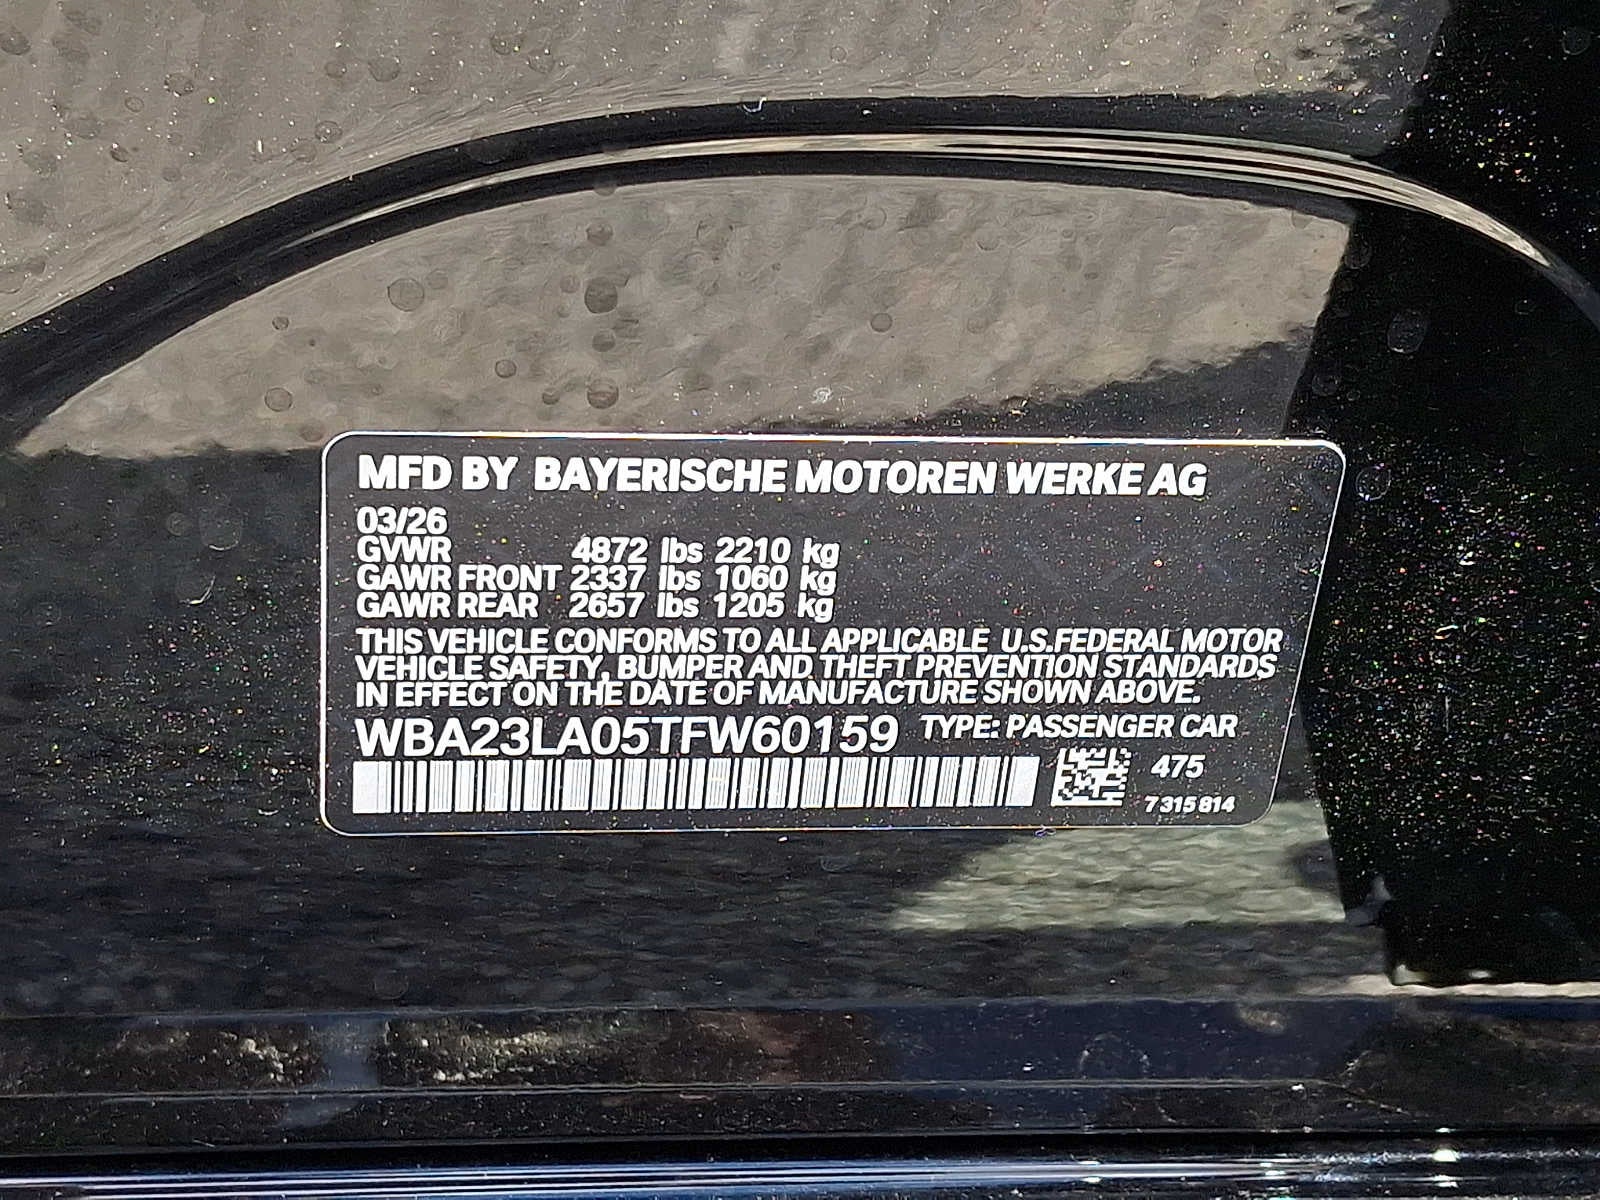 MFD BY BAYERISCHE MOTOREN WERKE AG
03/26
GVWR 4872 lbs 2210 kg
GAWR FRONT 2337 lbs 1060 kg
GAWR REAR 2657 lbs 1205 kg
THIS VEHICLE CONFORMS TO ALL APPLICABLE U.S.FEDERAL MOTOR
VEHICLE SAFETY, BUMPER AND THEFT PREVENTION STANDARDS
IN EFFECT ON THE DATE OF MANUFACTURE SHOWN ABOVE.
WBA23LA05TFW60159 TYPE: PASSENGER CAR
475
7 315 814